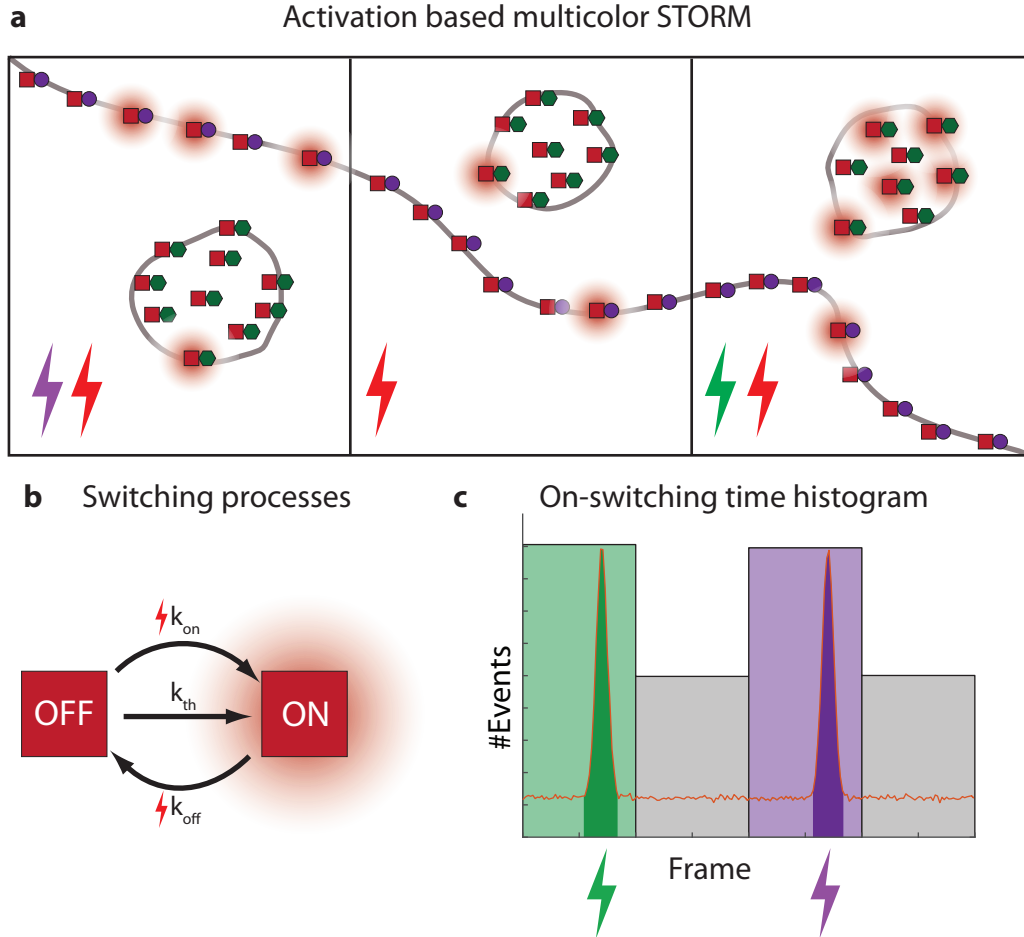 a Activation based multicolor STORM
b Switching processes
OFF
k_on
k_th
k_off
ON
c On-switching time histogram
#Events
Frame